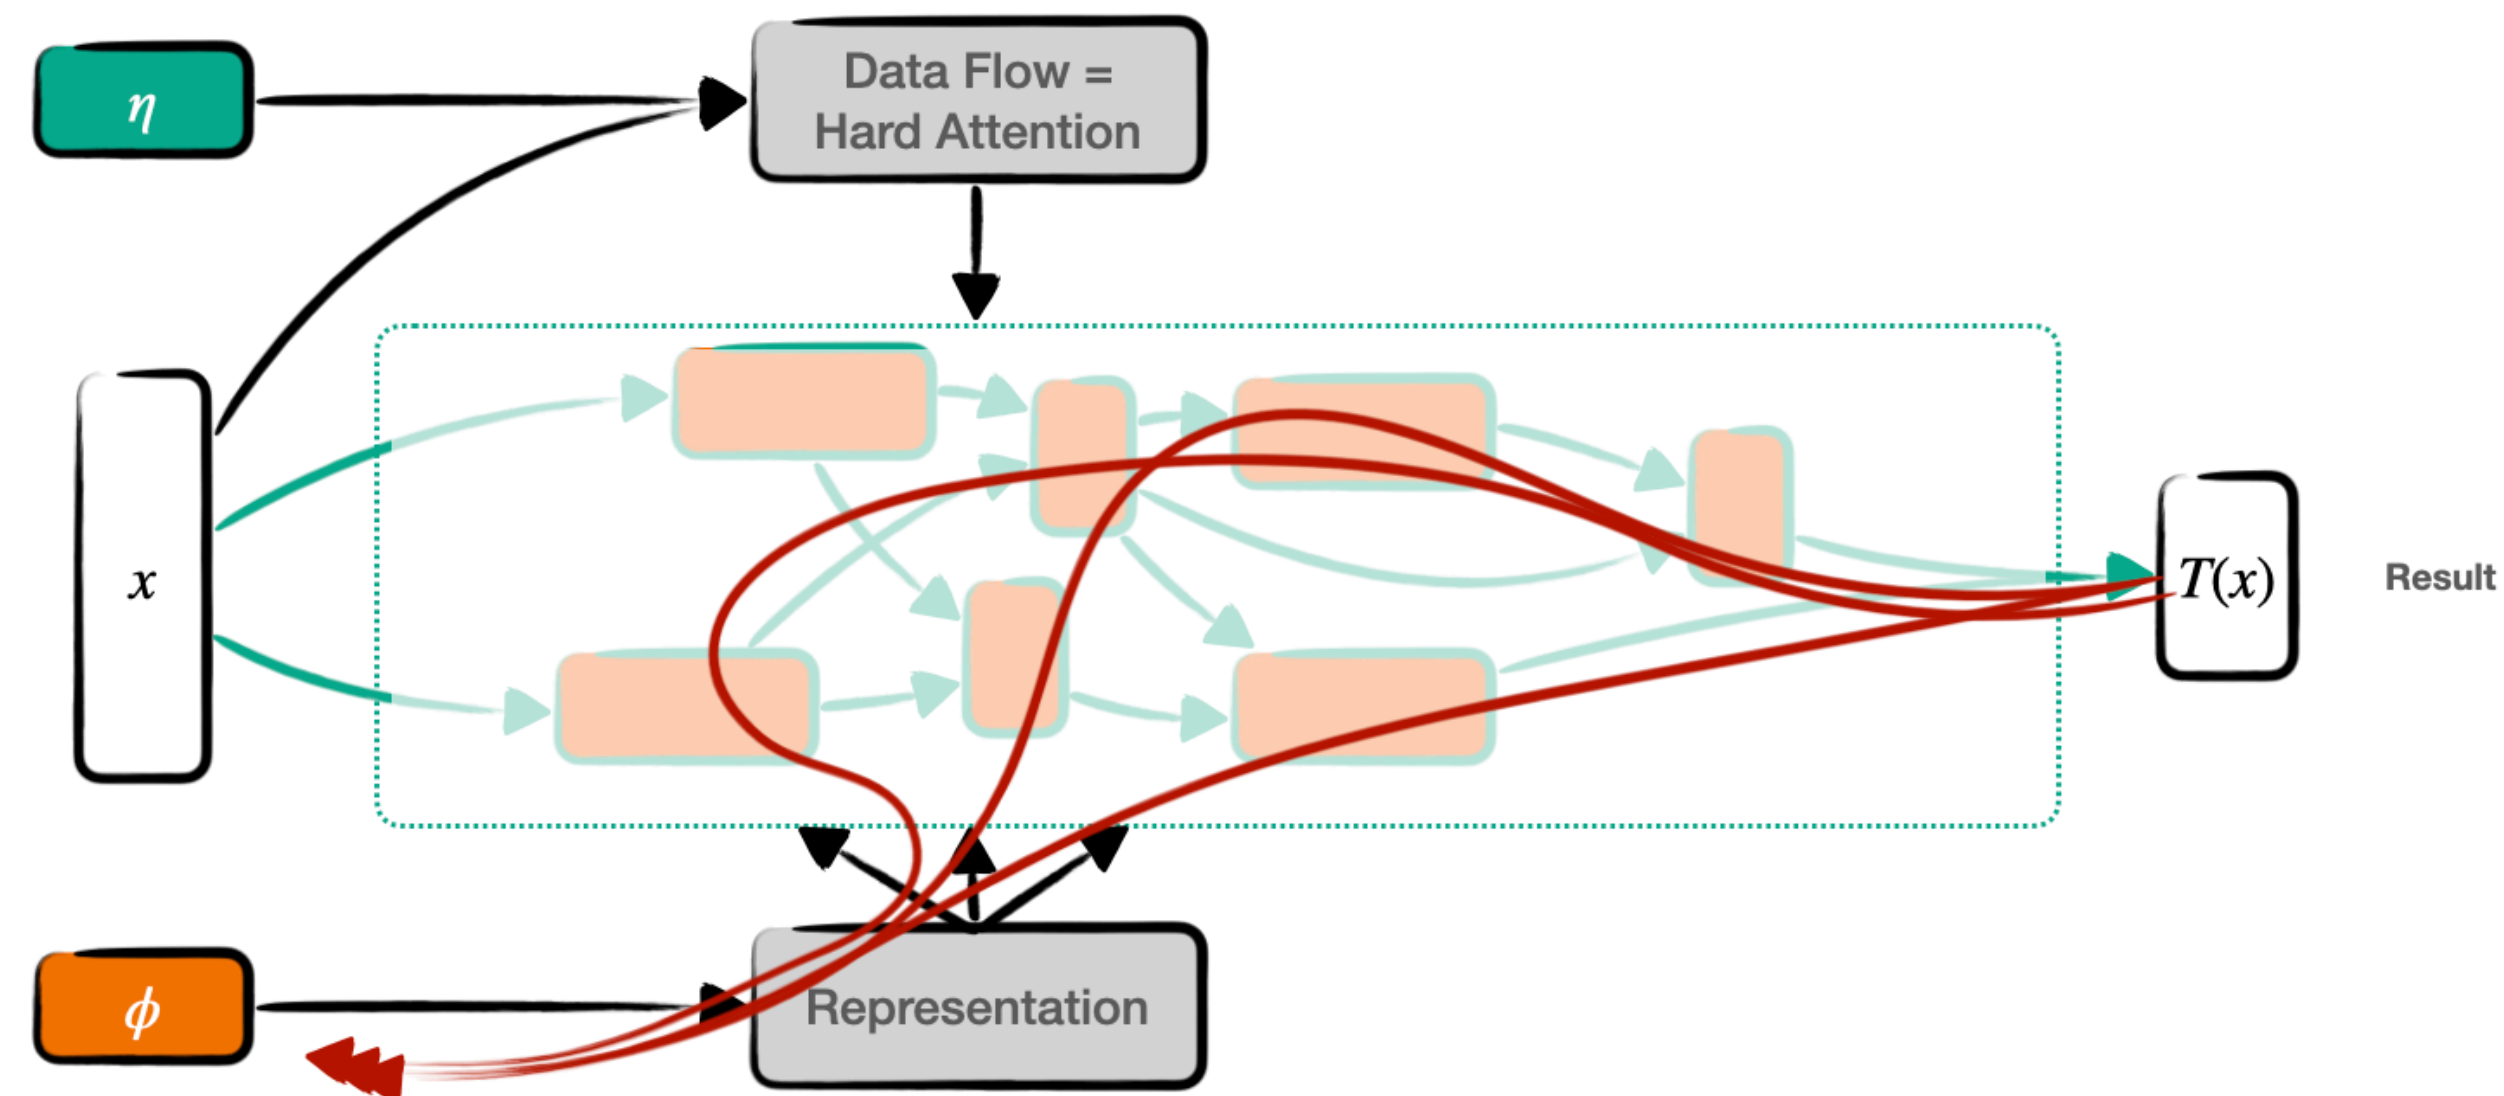 η
Data Flow =
Hard Attention
x
T(x)
Result
ϕ
Representation